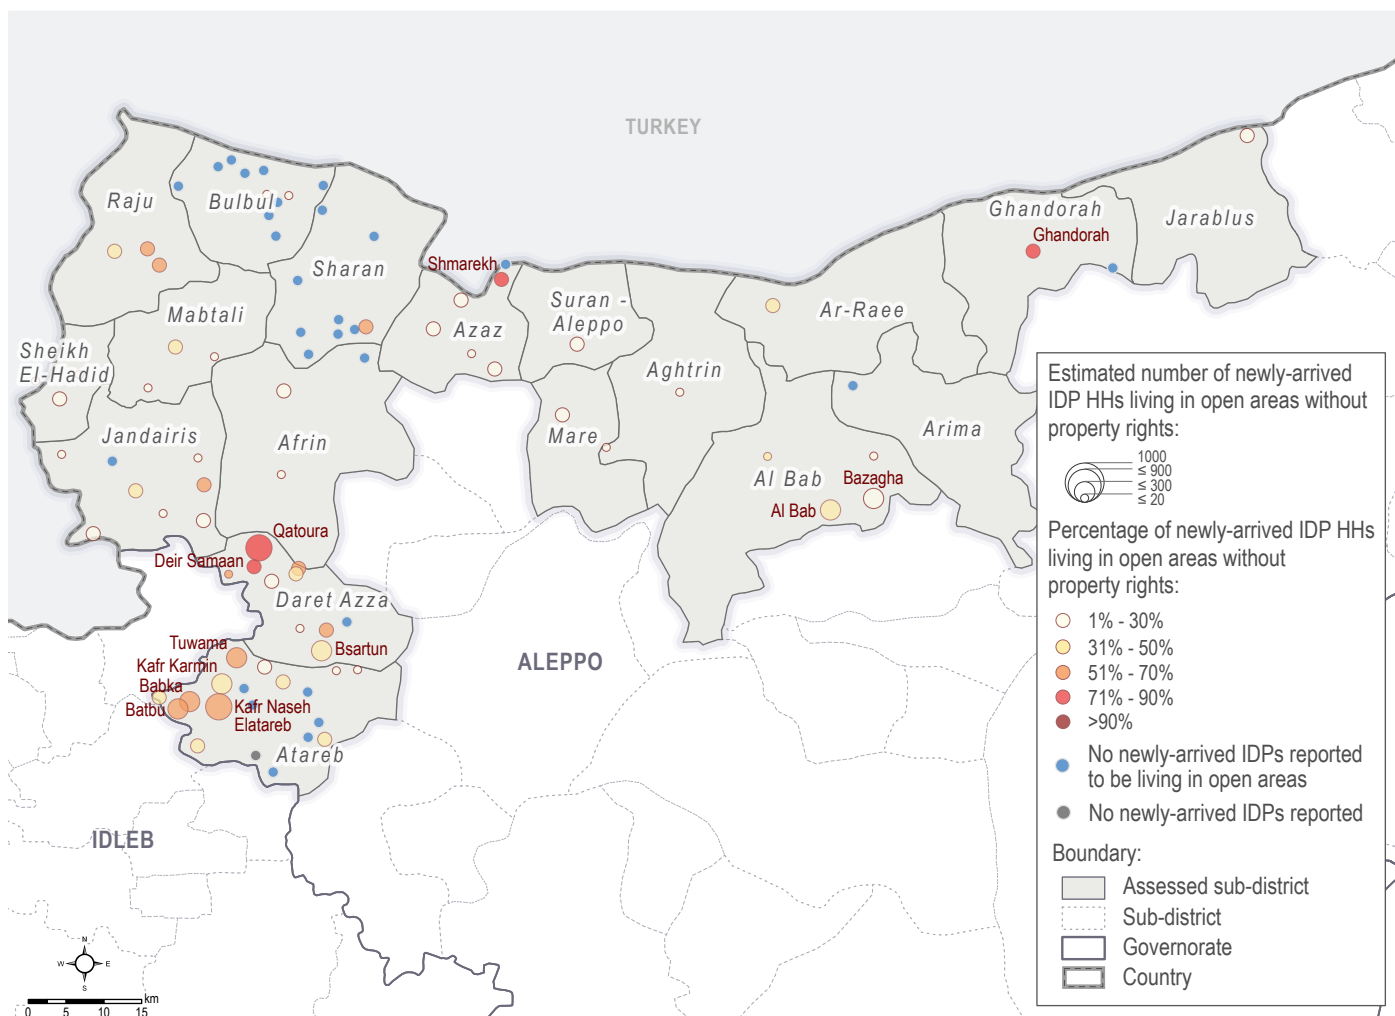 TURKEY
Raju
Bulbul
Sharan
Shmarekh
Ghandorah
Ghandorah
Jarablus
Mabtali
Azaz
Suran -
Aleppo
Ar-Raee
Sheikh
El-Hadid
Aghtrin
Jandairis
Afrin
Mare
Arima
Al Bab
Bazagha
Al Bab
Qatoura
Deir Samaan
Daret Azza
Tuwama
Bsartun
Kafr Karmin
Babka
Batbu
Kafr Naseh
Elatareb
Atareb
ALEPPO
IDLEB
Estimated number of newly-arrived
IDP HHs living in open areas without
property rights:
1000
≤ 900
≤ 300
≤ 20
Percentage of newly-arrived IDP HHs
living in open areas without
property rights:
1% - 30%
31% - 50%
51% - 70%
71% - 90%
>90%
No newly-arrived IDPs reported
to be living in open areas
No newly-arrived IDPs reported
Boundary:
Assessed sub-district
Sub-district
Governorate
Country
N
W E
S
km
0 5 10 15